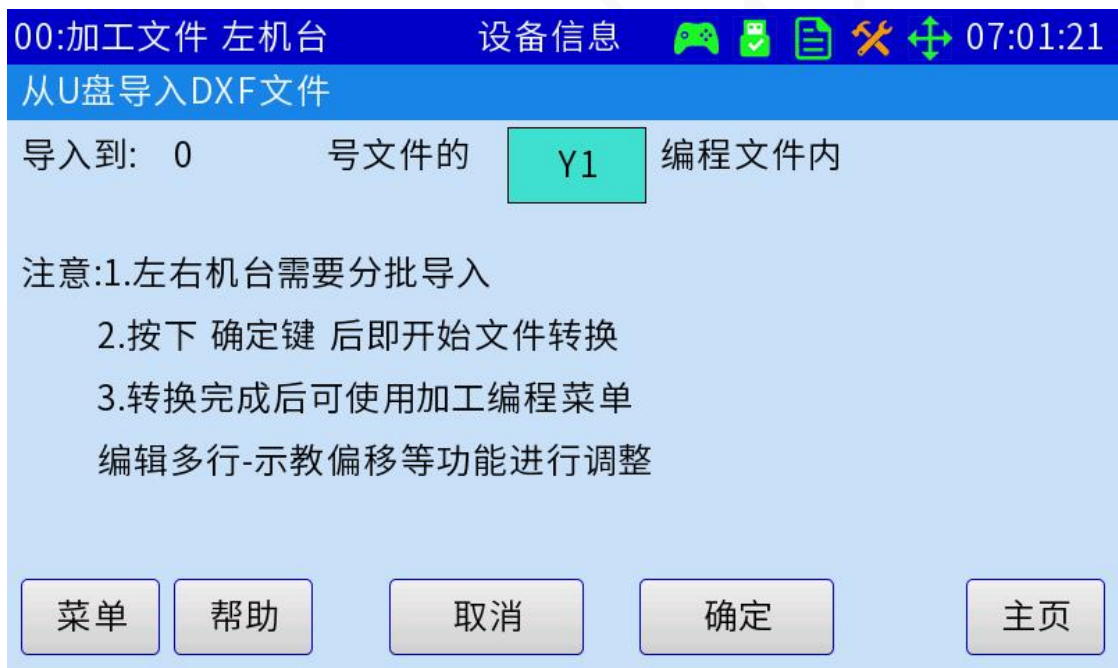 00:加工文件 左机台 设备信息 07:01:21
从U盘导入DXF文件
导入到: 0 号文件的 Y1 编程文件内
注意:1.左右机台需要分批导入
2.按下 确定键 后即开始文件转换
3.转换完成后可使用加工编程菜单
编辑多行-示教偏移等功能进行调整
菜单 帮助 取消 确定 主页